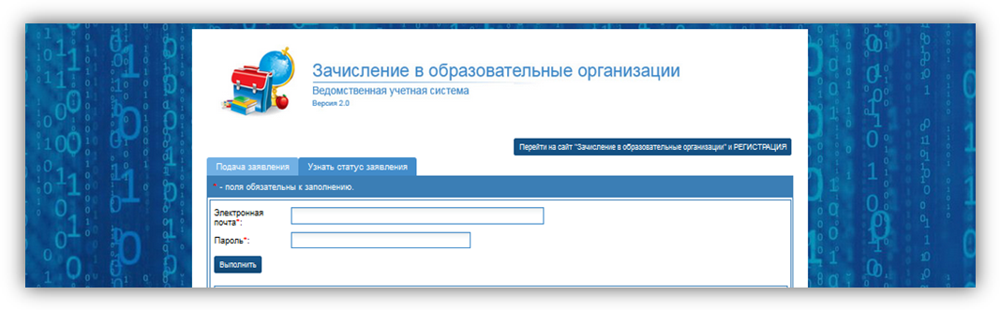 Зачисление в образовательные организации
Ведомственная учетная система
Версия 2.0
Перейти на сайт "Зачисление в образовательные организации" и РЕГИСТРАЦИЯ
Подача заявления
Узнать статус заявления
* - поля обязательны к заполнению.
Электронная
почта*:
Пароль*:
Выполнить